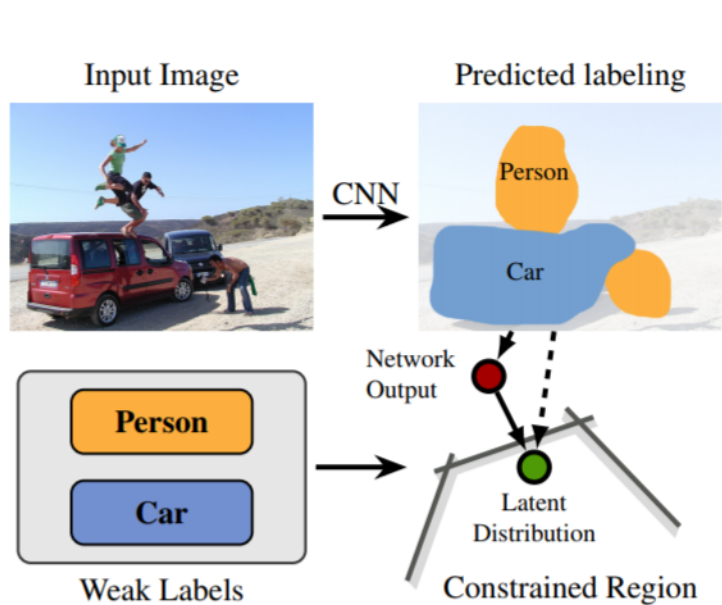 Input Image
Predicted labeling
CNN
Person
Car
Network
Output
Person
Car
Latent
Distribution
Weak Labels
Constrained Region